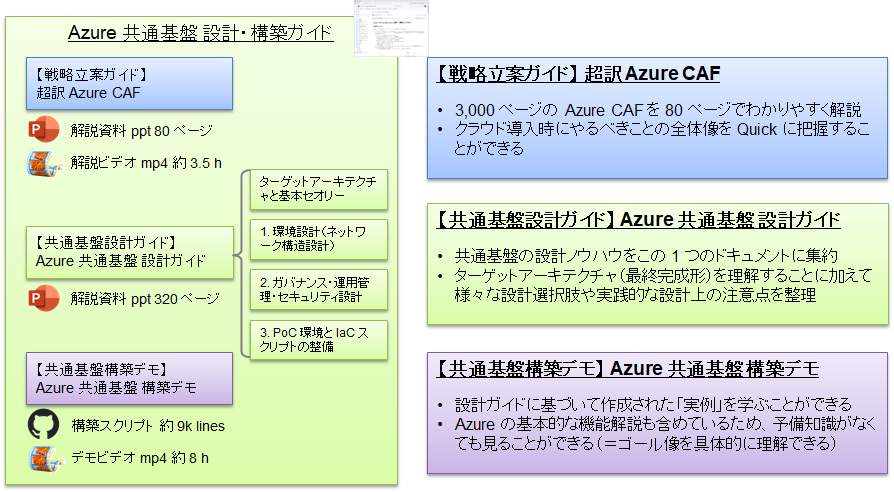 Azure 共通基盤 設計・構築ガイド
【戦略立案ガイド】
超訳 Azure CAF
解説資料 ppt 80 ページ
解説ビデオ mp4 約 3.5 h
【共通基盤設計ガイド】
Azure 共通基盤 設計ガイド
解説資料 ppt 320 ページ
ターゲットアーキテクチ
ャと基本セオリー
1. 環境設計（ネットワ
ーク構造設計）
2. ガバナンス・運用管
理・セキュリティ設計
3. PoC 環境と IaC ス
クリプトの整備
【共通基盤構築デモ】
Azure 共通基盤 構築デモ
構築スクリプト 約 9k lines
デモビデオ mp4 約 8 h
【戦略立案ガイド】 超訳 Azure CAF
• 3,000 ページの Azure CAF を 80 ページでわかりやすく解説
• クラウド導入時にやるべきことの全体像を Quick に把握するこ
とができる
【共通基盤設計ガイド】 Azure 共通基盤 設計ガイド
• 共通基盤の設計ノウハウをこの 1 つのドキュメントに集約
• ターゲットアーキテクチャ（最終完成形）を理解することに加えて
様々な設計選択肢や実践的な設計上の注意点を整理
【共通基盤構築デモ】 Azure 共通基盤 構築デモ
• 設計ガイドに基づいて作成された「実例」を学ぶことができる
• Azure の基本的な機能解説も含めているため、予備知識がなく
ても見ることができる（＝ゴール像を具体的に理解できる）